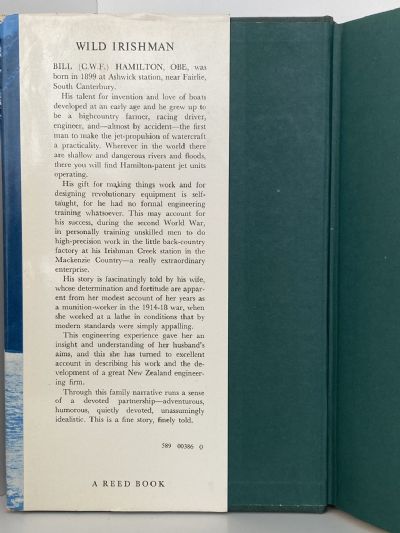 WILD IRISHMAN
BILL (C.W.F.) HAMILTON, OBE, was
born in 1899 at Ashwick station, near Fairlie,
South Canterbury.
His talent for invention and love of boats
developed at an early age and he grew up to
be a highcountry farmer, racing driver,
engineer, and—almost by accident—the first
man to make the jet-propulsion of watercraft
a practicality. Wherever in the world there
are shallow and dangerous rivers and floods,
there you will find Hamilton-patent jet units
operating.
His gift for making things work and for
designing revolutionary equipment is self-
taught, for he had no formal engineering
training whatsoever. This may account for
his success, during the second World War,
in personally training unskilled men to do
high-precision work in the little back-country
factory at his Irishman Creek station in the
Mackenzie Country—a really extraordinary
enterprise.
His story is fascinatingly told by his wife,
whose determination and fortitude are appar-
ent from her modest account of her years as
a munition-worker in the 1914-18 war, when
she worked at a lathe in conditions that by
modern standards were simply appalling.
This engineering experience gave her an
insight and understanding of her husband's
aims, and this she has turned to excellent
account in describing his work and the de-
velopment of a great New Zealand engineer-
ing firm.
Through this family narrative runs a sense
of a devoted partnership—adventurous,
humorous, quietly devoted, unassumingly
idealistic. This is a fine story, finely told.
589 00386 0
A REED BOOK